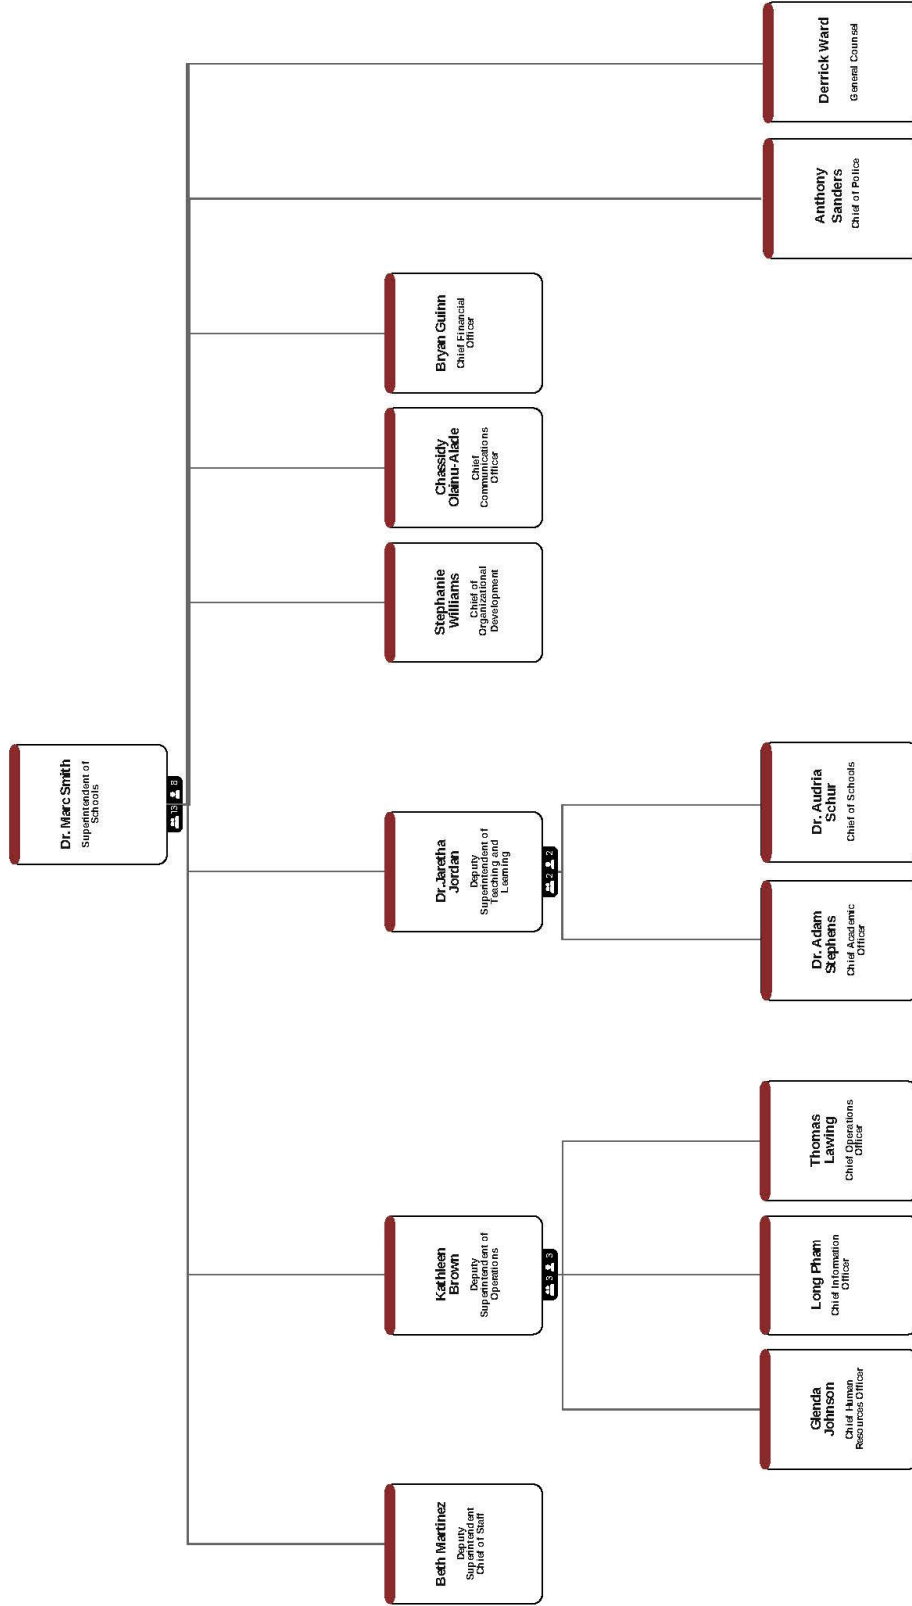 Dr. Marc Smith
Superintendent of
Schools
13 8
Beth Martinez
Deputy
Superintendent
Chief of Staff
Kathleen
Brown
Deputy
Superintendent of
Operations
3 3
Dr.Jaretha
Jordan
Deputy
Superintendent of
Teaching and
Learning
2 2
Stephanie
Williams
Chief of
Organizational
Development
Chassidy
Olainu-Alade
Chief
Communications
Officer
Bryan Guinn
Chief Financial
Officer
Glenda
Johnson
Chief Human
Resources Officer
Long Pham
Chief Information
Officer
Thomas
Lawing
Chief Operations
Officer
Dr. Adam
Stephens
Chief Academic
Officer
Dr. Audria
Schur
Chief of Schools
Anthony
Sanders
Chief of Police
Derrick Ward
General Counsel